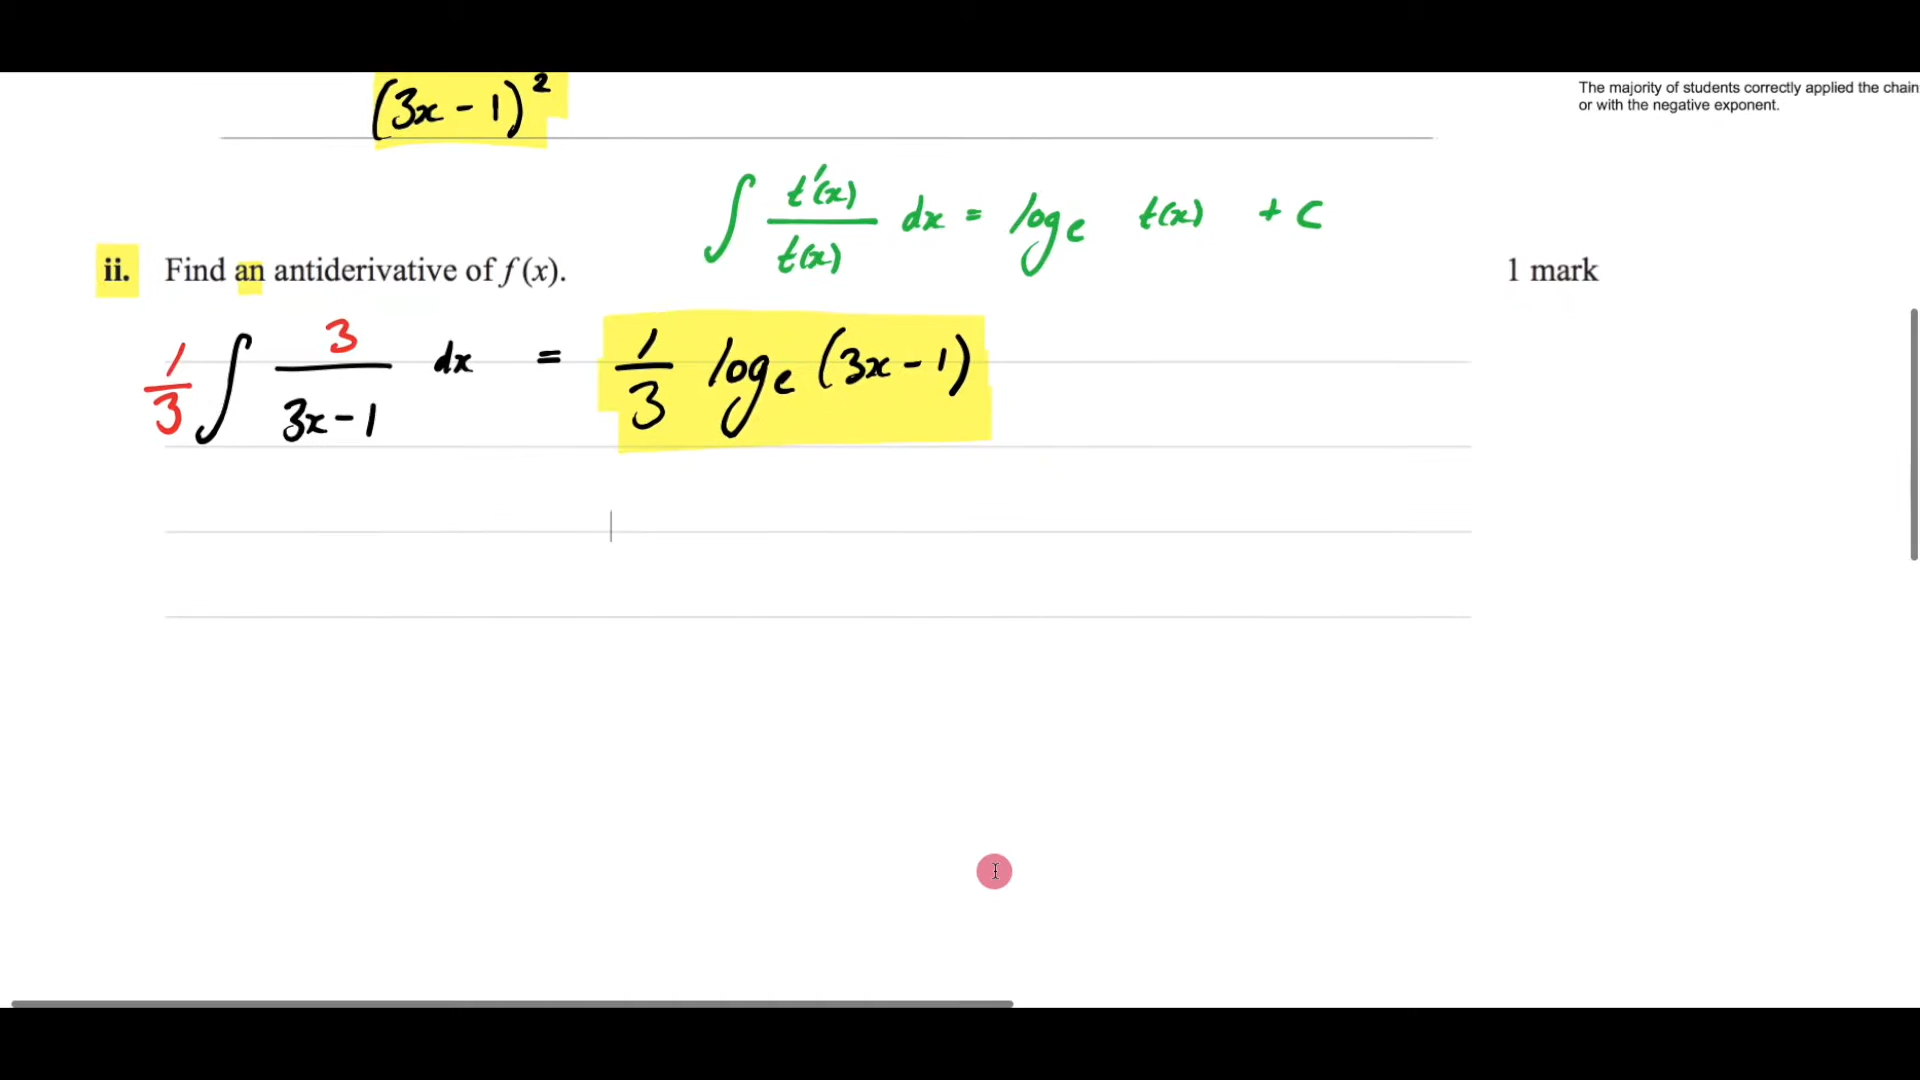 (3x - 1)²
The majority of students correctly applied the chain
or with the negative exponent.
∫ t'(x)/t(x) dx = logₑ t(x) + c
ii. Find an antiderivative of f (x). 1 mark
1/3 ∫ 3/(3x - 1) dx = 1/3 logₑ (3x - 1)